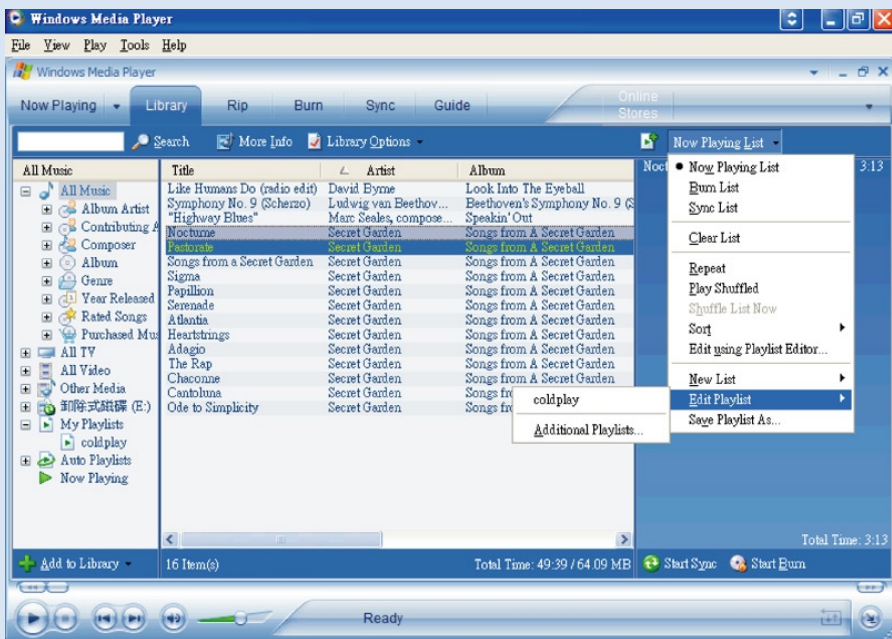 Windows Media Player
File View Play Tools Help
Windows Media Player
Now Playing Library Rip Burn Sync Guide Online Stores
Search More Info Library Options Now Playing List
All Music
All Music
Album Artist
Contributing A
Composer
Album
Genre
Year Released
Rated Songs
Purchased Mus
All TV
All Video
Other Media
卸除式磁碟 (E:)
My Playlists
coldplay
Auto Playlists
Now Playing
Title Artist Album
Like Humans Do (radio edit) David Byrne Look Into The Eyeball
Symphony No. 9 (Scherzo) Ludwig van Beethov... Beethoven's Symphony No. 9 (S
"Highway Blues" Marc Seales, compose... Speakin' Out
Nocturne Secret Garden Songs from A Secret Garden
Pastorale Secret Garden Songs from A Secret Garden
Songs from a Secret Garden Secret Garden Songs from A Secret Garden
Sigma Secret Garden Songs from A Secret Garden
Papillion Secret Garden Songs from A Secret Garden
Serenade Secret Garden Songs from A Secret Garden
Atlantia Secret Garden Songs from A Secret Garden
Heartstrings Secret Garden Songs from A Secret Garden
Adagio Secret Garden Songs from A Secret Garden
The Rap Secret Garden Songs from A Secret Garden
Chaconne Secret Garden Songs from A Secret Garden
Cantoluna Secret Garden Songs fr
Ode to Simplicity Secret Garden Songs fr
Noct 3:13
Now Playing List
Burn List
Sync List
Clear List
Repeat
Play Shuffled
Shuffle List Now
Sort
Edit using Playlist Editor...
New List
Edit Playlist
Save Playlist As...
coldplay
Additional Playlists...
Total Time: 3:13
Add to Library 16 Item(s) Total Time: 49:39 / 64.09 MB Start Sync Start Burn
Ready